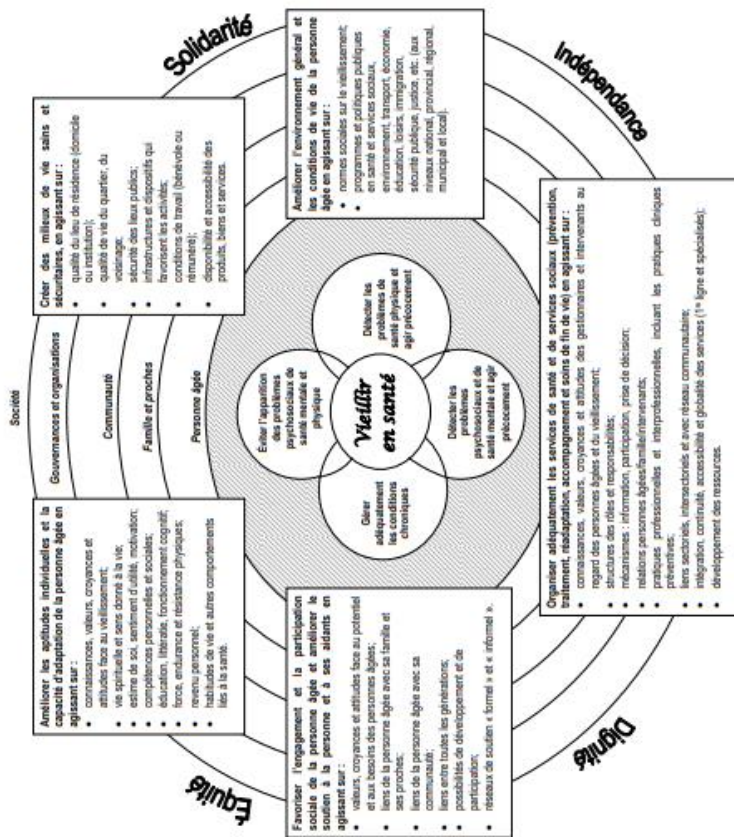 Société
Gouvernances et organisations
Communauté
Famille et proches
Personne âgée
Équité
Solidarité
Dignité
Indépendance
Améliorer les aptitudes individuelles et la
capacité d'adaptation de la personne âgée en
agissant sur :
• connaissances, valeurs, croyances et
attitudes face au vieillissement;
• vie spirituelle et sens donné à la vie;
• estime de soi, sentiment d'utilité, motivation;
• compétences personnelles et sociales;
• éducation, littératie, fonctionnement cognitif;
• force, endurance et résistance physiques;
• revenu personnel;
• habitudes de vie et autres comportements
liés à la santé.
Créer des milieux de vie sains et
sécuritaires, en agissant sur :
• qualité du lieu de résidence (domicile
ou institution);
• qualité de vie du quartier, du
voisinage;
• sécurité des lieux publics;
• infrastructures et dispositifs qui
favorisent les activités;
• conditions de travail (bénévole ou
rémunéré);
• disponibilité et accessibilité des
produits, biens et services.
Favoriser l'engagement et la participation
sociale de la personne âgée et améliorer le
soutien à la personne et à ses aidants en
agissant sur :
• valeurs, croyances et attitudes face au potentiel
et aux besoins des personnes âgées;
• liens de la personne âgée avec sa famille et
ses proches;
• liens de la personne âgée avec sa
communauté;
• liens entre toutes les générations;
• possibilités de développement et de
participation;
• réseaux de soutien « formel » et « informel ».
Éviter l'apparition
des problèmes
psychosociaux de
santé mentale et
physique
Gérer
adéquatement
les conditions
chroniques
Vieillir
en santé
Détecter les
problèmes de
santé physique et
agir précocement
Détecter les
problèmes
psychosociaux et de
santé mentale et agir
précocement
Améliorer l'environnement général et
les conditions de vie de la personne
âgée en agissant sur :
• normes sociales sur le vieillissement;
• programmes et politiques publiques
en santé et services sociaux,
environnement, transport, économie,
éducation, loisirs, immigration,
sécurité publique, justice, etc. (aux
niveaux national, provincial, régional,
municipal et local).
Organiser adéquatement les services de santé et de services sociaux (prévention,
traitement, réadaptation, accompagnement et soins de fin de vie) en agissant sur :
• connaissances, valeurs, croyances et attitudes des gestionnaires et intervenants au
regard des personnes âgées et du vieillissement;
• structures des rôles et responsabilités;
• mécanismes : information, participation, prise de décision;
• relations personnes âgées/famille/intervenants;
• pratiques professionnelles et interprofessionnelles, incluant les pratiques cliniques
préventives;
• liens sectoriels, intersectoriels et avec réseau communautaire;
• intégration, continuité, accessibilité et globalité des services (1re ligne et spécialisés);
• développement des ressources.